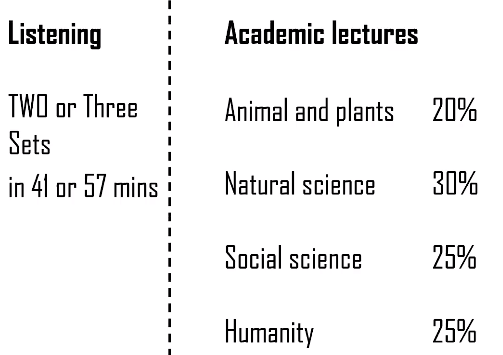 Listening
TWO or Three
Sets
in 41 or 57 mins
Academic lectures
Animal and plants 20%
Natural science 30%
Social science 25%
Humanity 25%